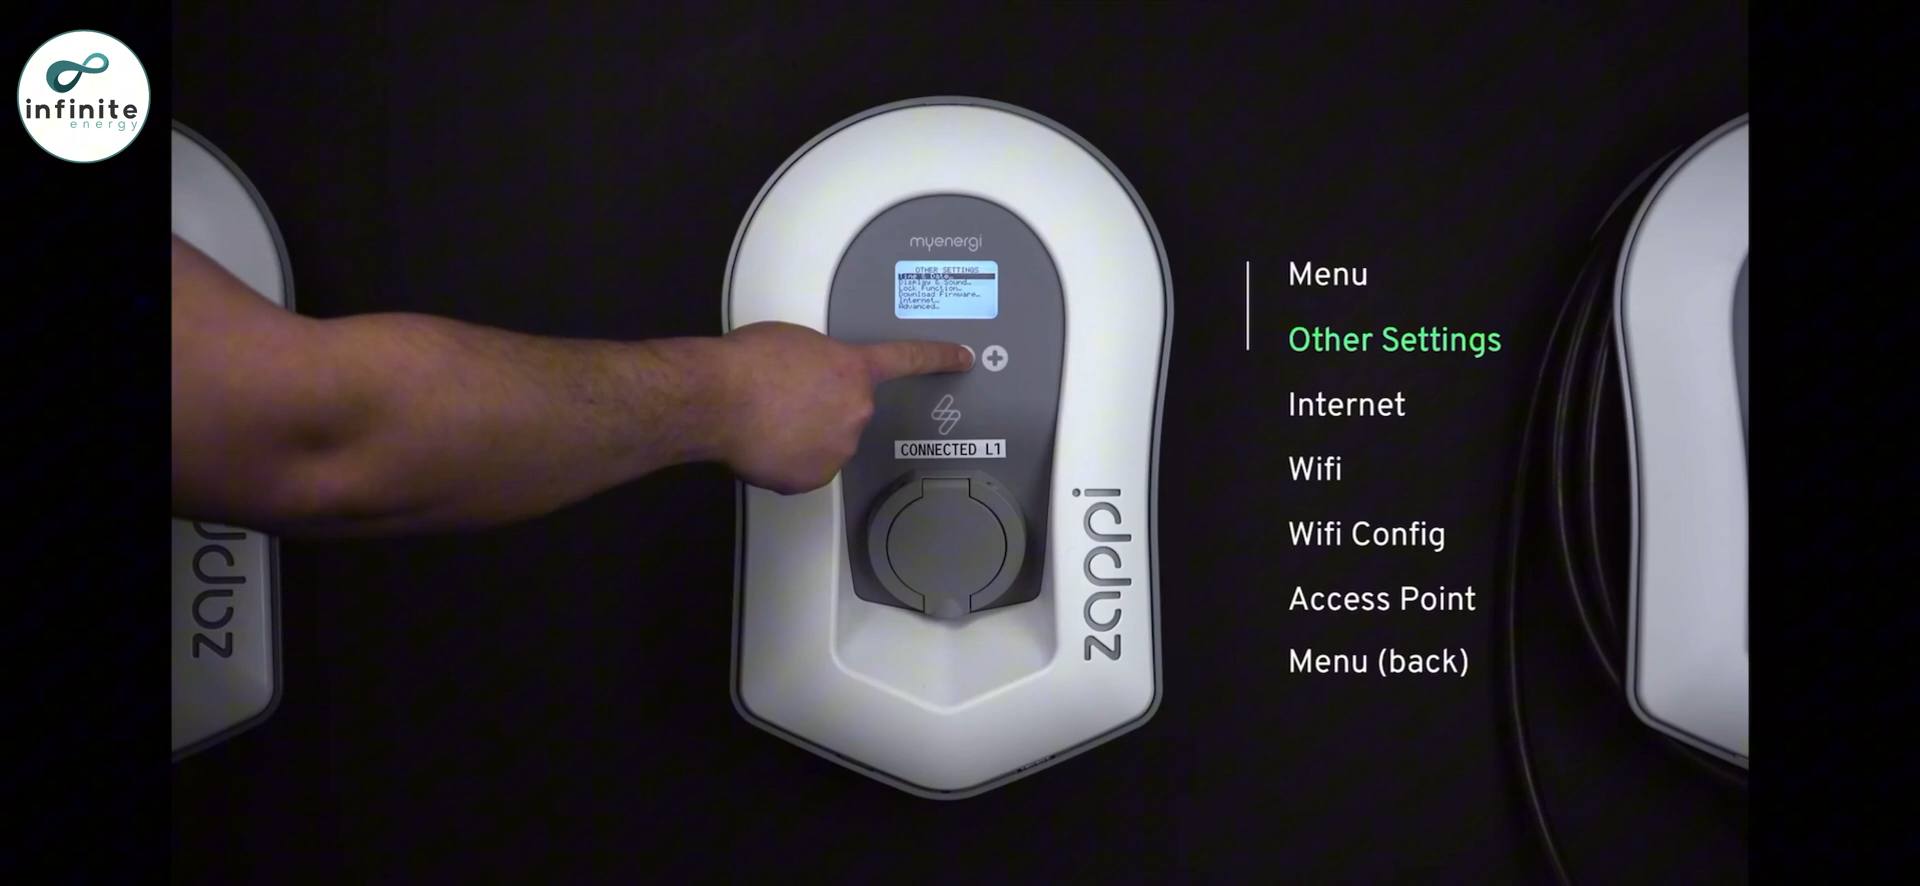 infinite
energy
myenergi
OTHER SETTINGS
Time & Date...
Display & Sound...
Lock Function...
Download Firmware...
Internet...
Advanced...
CONNECTED L1
zappi
zappi
Menu
Other Settings
Internet
Wifi
Wifi Config
Access Point
Menu (back)